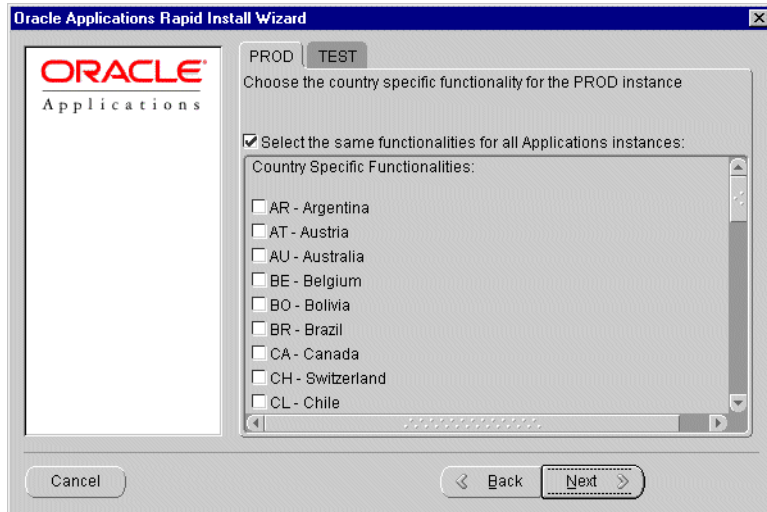 Oracle Applications Rapid Install Wizard
ORACLE
Applications
PROD TEST
Choose the country specific functionality for the PROD instance
Select the same functionalities for all Applications instances:
Country Specific Functionalities:
AR - Argentina
AT - Austria
AU - Australia
BE - Belgium
BO - Bolivia
BR - Brazil
CA - Canada
CH - Switzerland
CL - Chile
Cancel Back Next